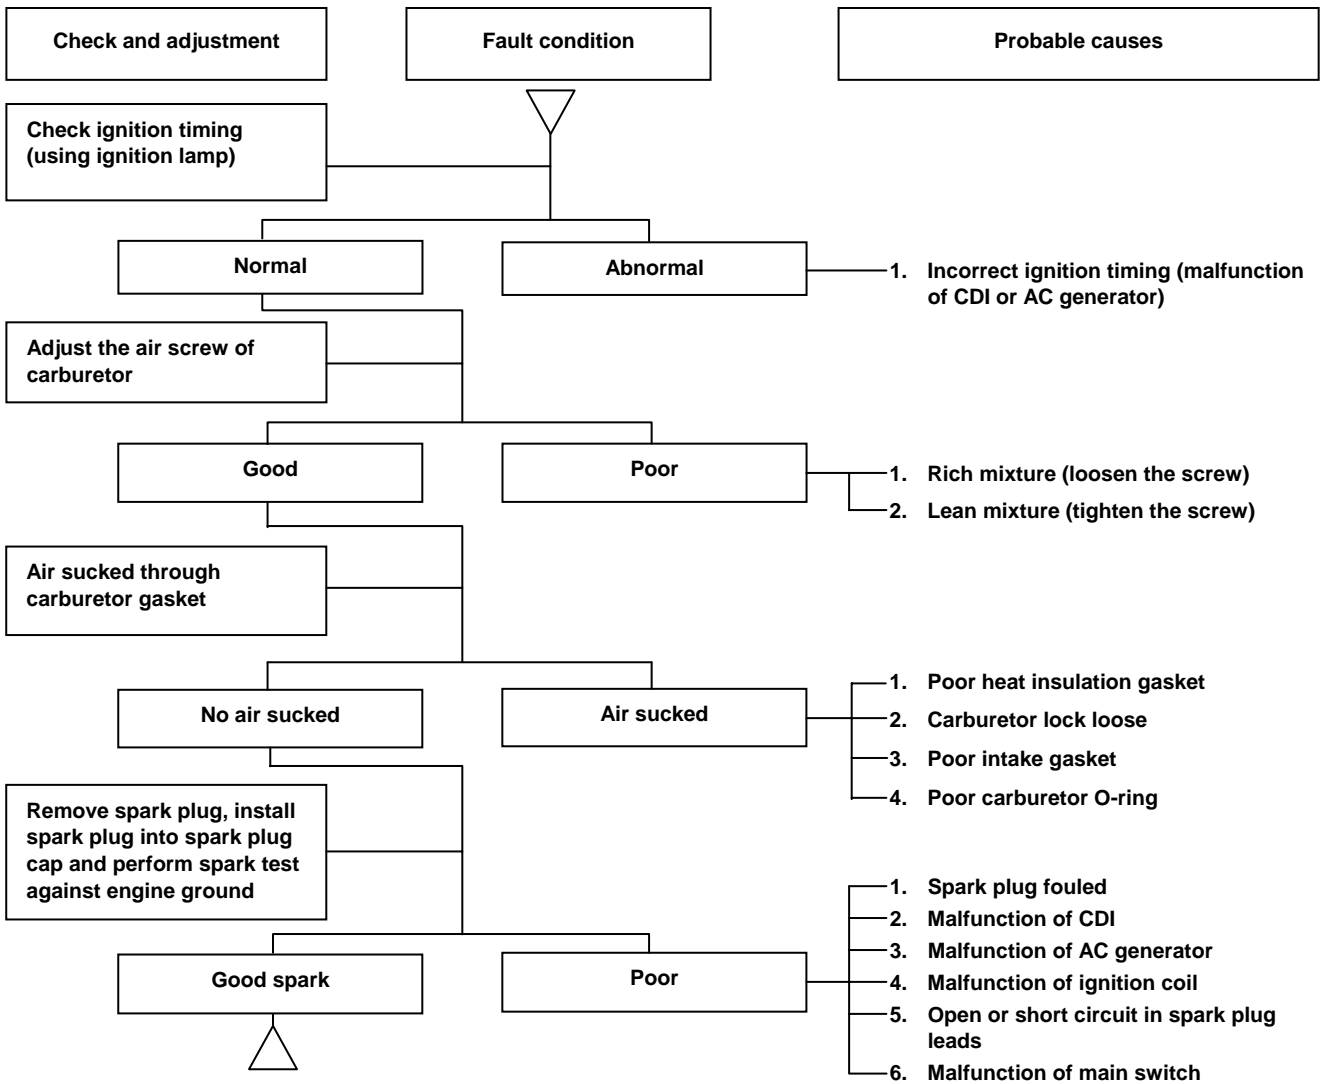 Check and adjustment
Fault condition
Probable causes
Check ignition timing
(using ignition lamp)
Normal
Abnormal
1. Incorrect ignition timing (malfunction
of CDI or AC generator)
Adjust the air screw of
carburetor
Good
Poor
1. Rich mixture (loosen the screw)
2. Lean mixture (tighten the screw)
Air sucked through
carburetor gasket
No air sucked
Air sucked
1. Poor heat insulation gasket
2. Carburetor lock loose
3. Poor intake gasket
4. Poor carburetor O-ring
Remove spark plug, install
spark plug into spark plug
cap and perform spark test
against engine ground
Good spark
Poor
1. Spark plug fouled
2. Malfunction of CDI
3. Malfunction of AC generator
4. Malfunction of ignition coil
5. Open or short circuit in spark plug
leads
6. Malfunction of main switch